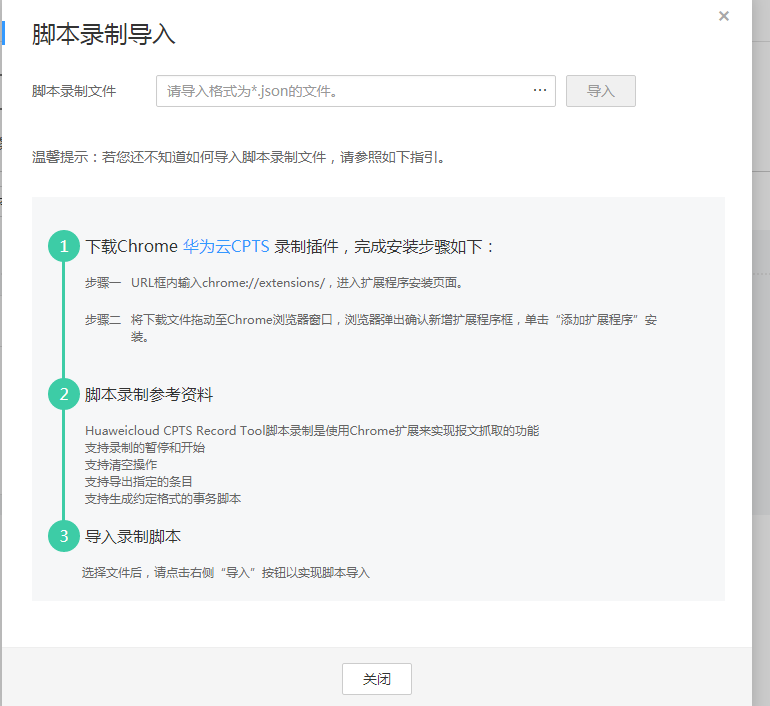 脚本录制导入
×
脚本录制文件 请导入格式为*.json的文件。 ... 导入
温馨提示：若您还不知道如何导入脚本录制文件，请参照如下指引。
1 下载Chrome 华为云CPTS 录制插件，完成安装步骤如下：
步骤一 URL框内输入chrome://extensions/，进入扩展程序安装页面。
步骤二 将下载文件拖动至Chrome浏览器窗口，浏览器弹出确认新增扩展程序框，单击“添加扩展程序”安
装。
2 脚本录制参考资料
Huaweicloud CPTS Record Tool脚本录制是使用Chrome扩展来实现报文抓取的功能
支持录制的暂停和开始
支持清空操作
支持导出指定的条目
支持生成约定格式的事务脚本
3 导入录制脚本
选择文件后，请点击右侧“导入”按钮以实现脚本导入
关闭